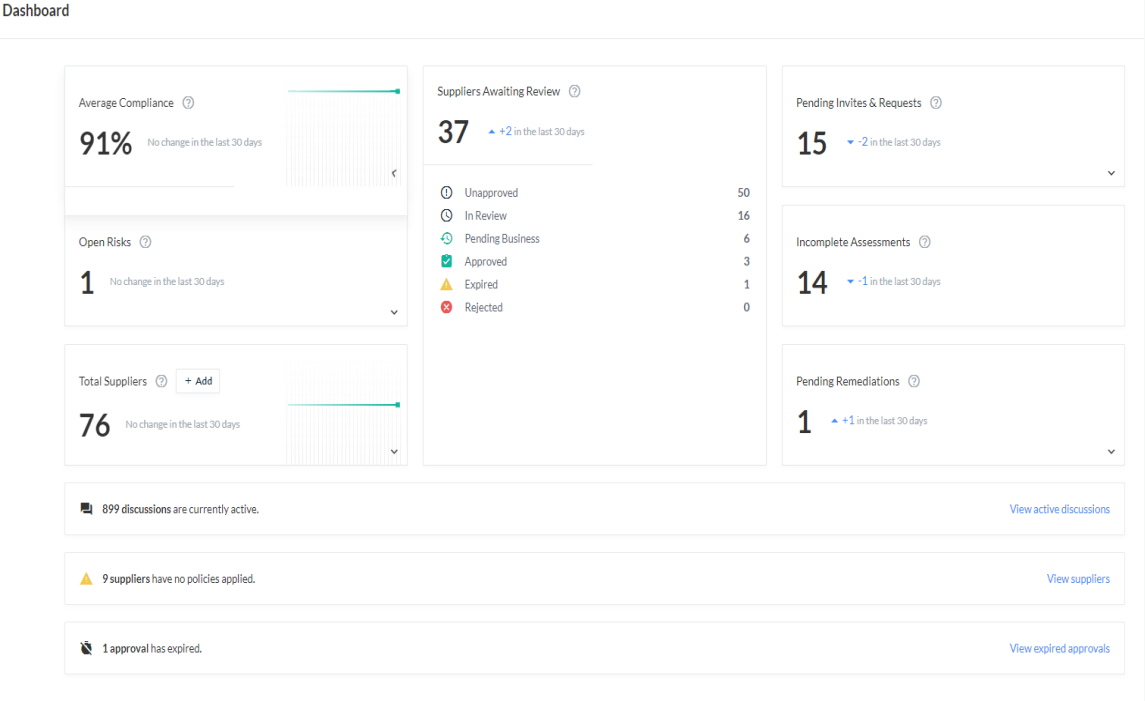 Dashboard
Average Compliance
91% No change in the last 30 days
Open Risks
1 No change in the last 30 days
Total Suppliers + Add
76 No change in the last 30 days
Suppliers Awaiting Review
37 +2 in the last 30 days
Unapproved 50
In Review 16
Pending Business 6
Approved 3
Expired 1
Rejected 0
Pending Invites & Requests
15 -2 in the last 30 days
Incomplete Assessments
14 -1 in the last 30 days
Pending Remediations
1 +1 in the last 30 days
899 discussions are currently active. View active discussions
9 suppliers have no policies applied. View suppliers
1 approval has expired. View expired approvals